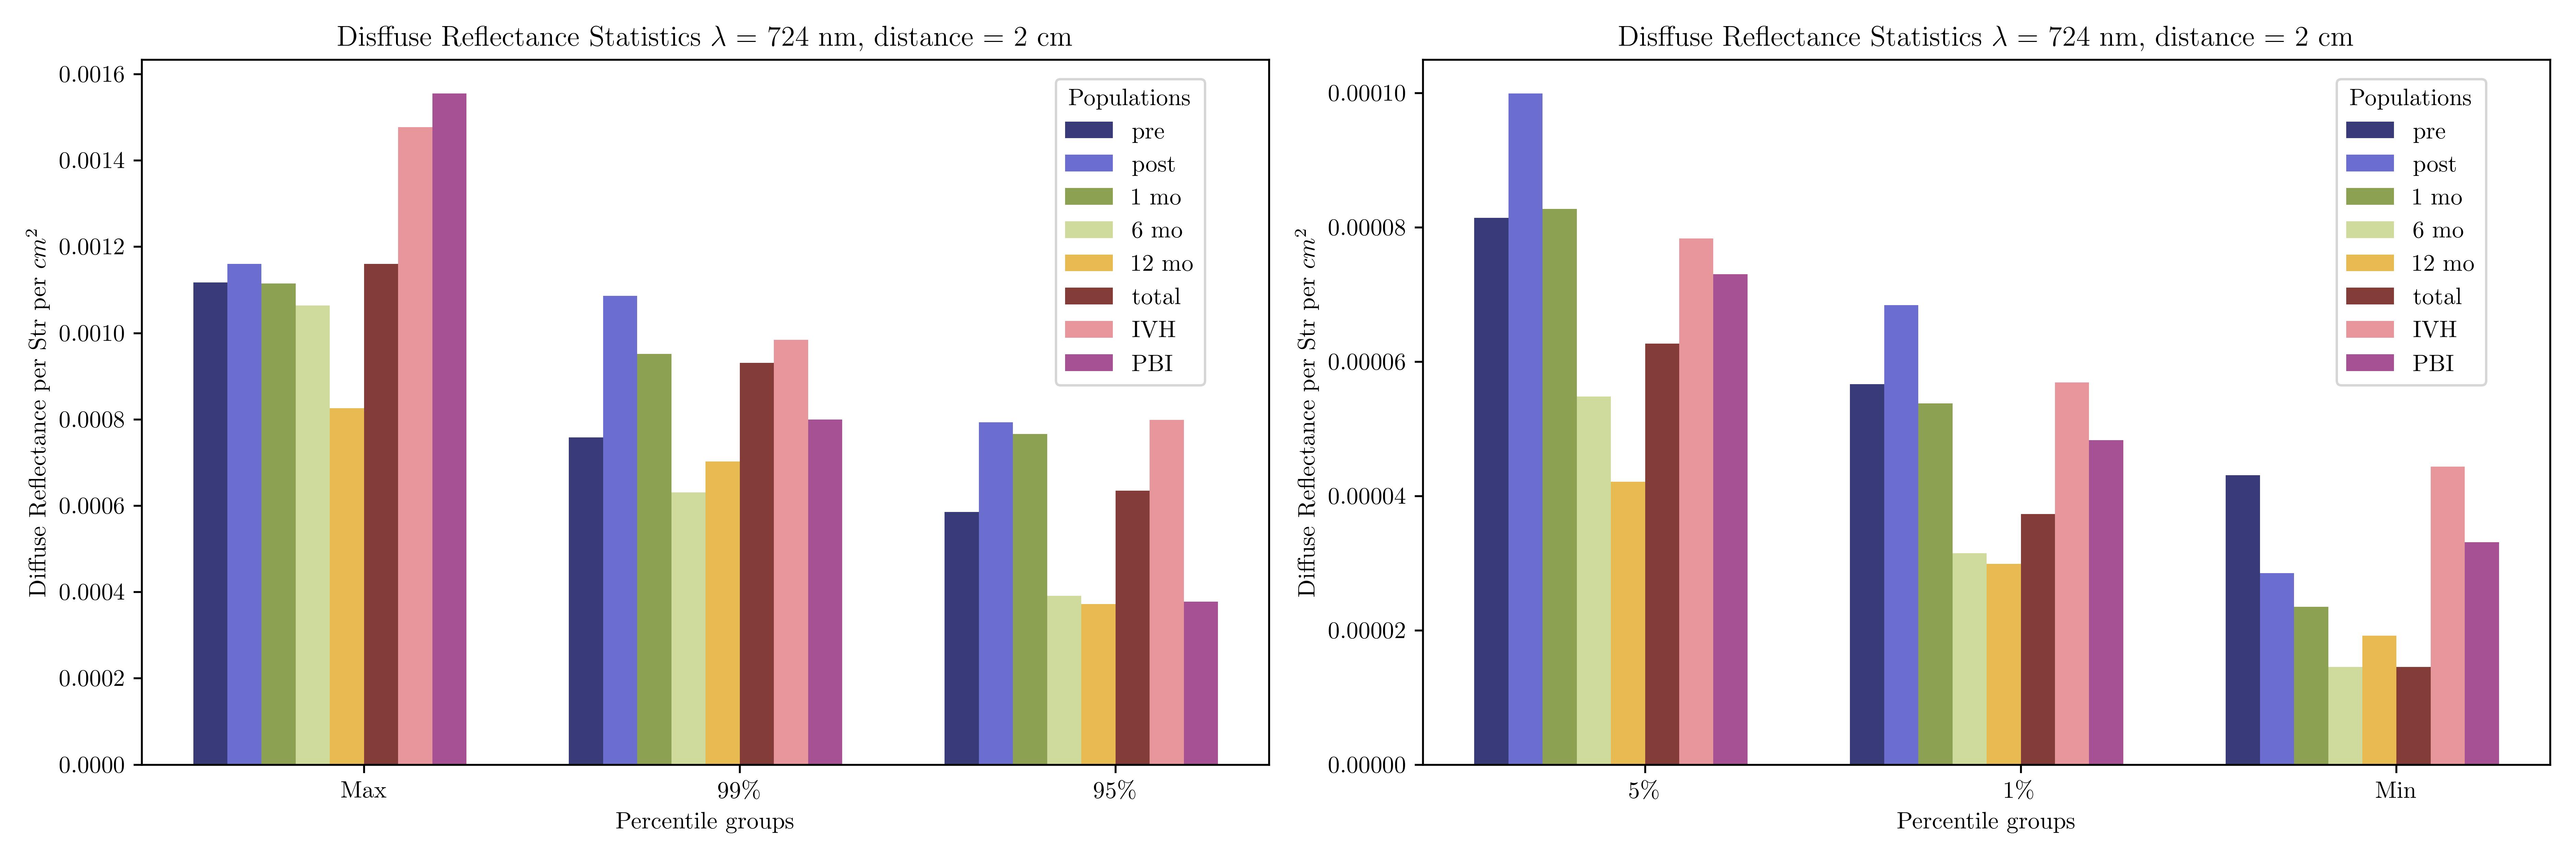 Disffuse Reflectance Statistics λ = 724 nm, distance = 2 cm
Diffuse Reflectance per Str per cm²
0.0016
0.0014
0.0012
0.0010
0.0008
0.0006
0.0004
0.0002
0.0000
Populations
pre
post
1 mo
6 mo
12 mo
total
IVH
PBI
Max 99% 95%
Percentile groups
Disffuse Reflectance Statistics λ = 724 nm, distance = 2 cm
Diffuse Reflectance per Str per cm²
0.00010
0.00008
0.00006
0.00004
0.00002
0.00000
Populations
pre
post
1 mo
6 mo
12 mo
total
IVH
PBI
5% 1% Min
Percentile groups